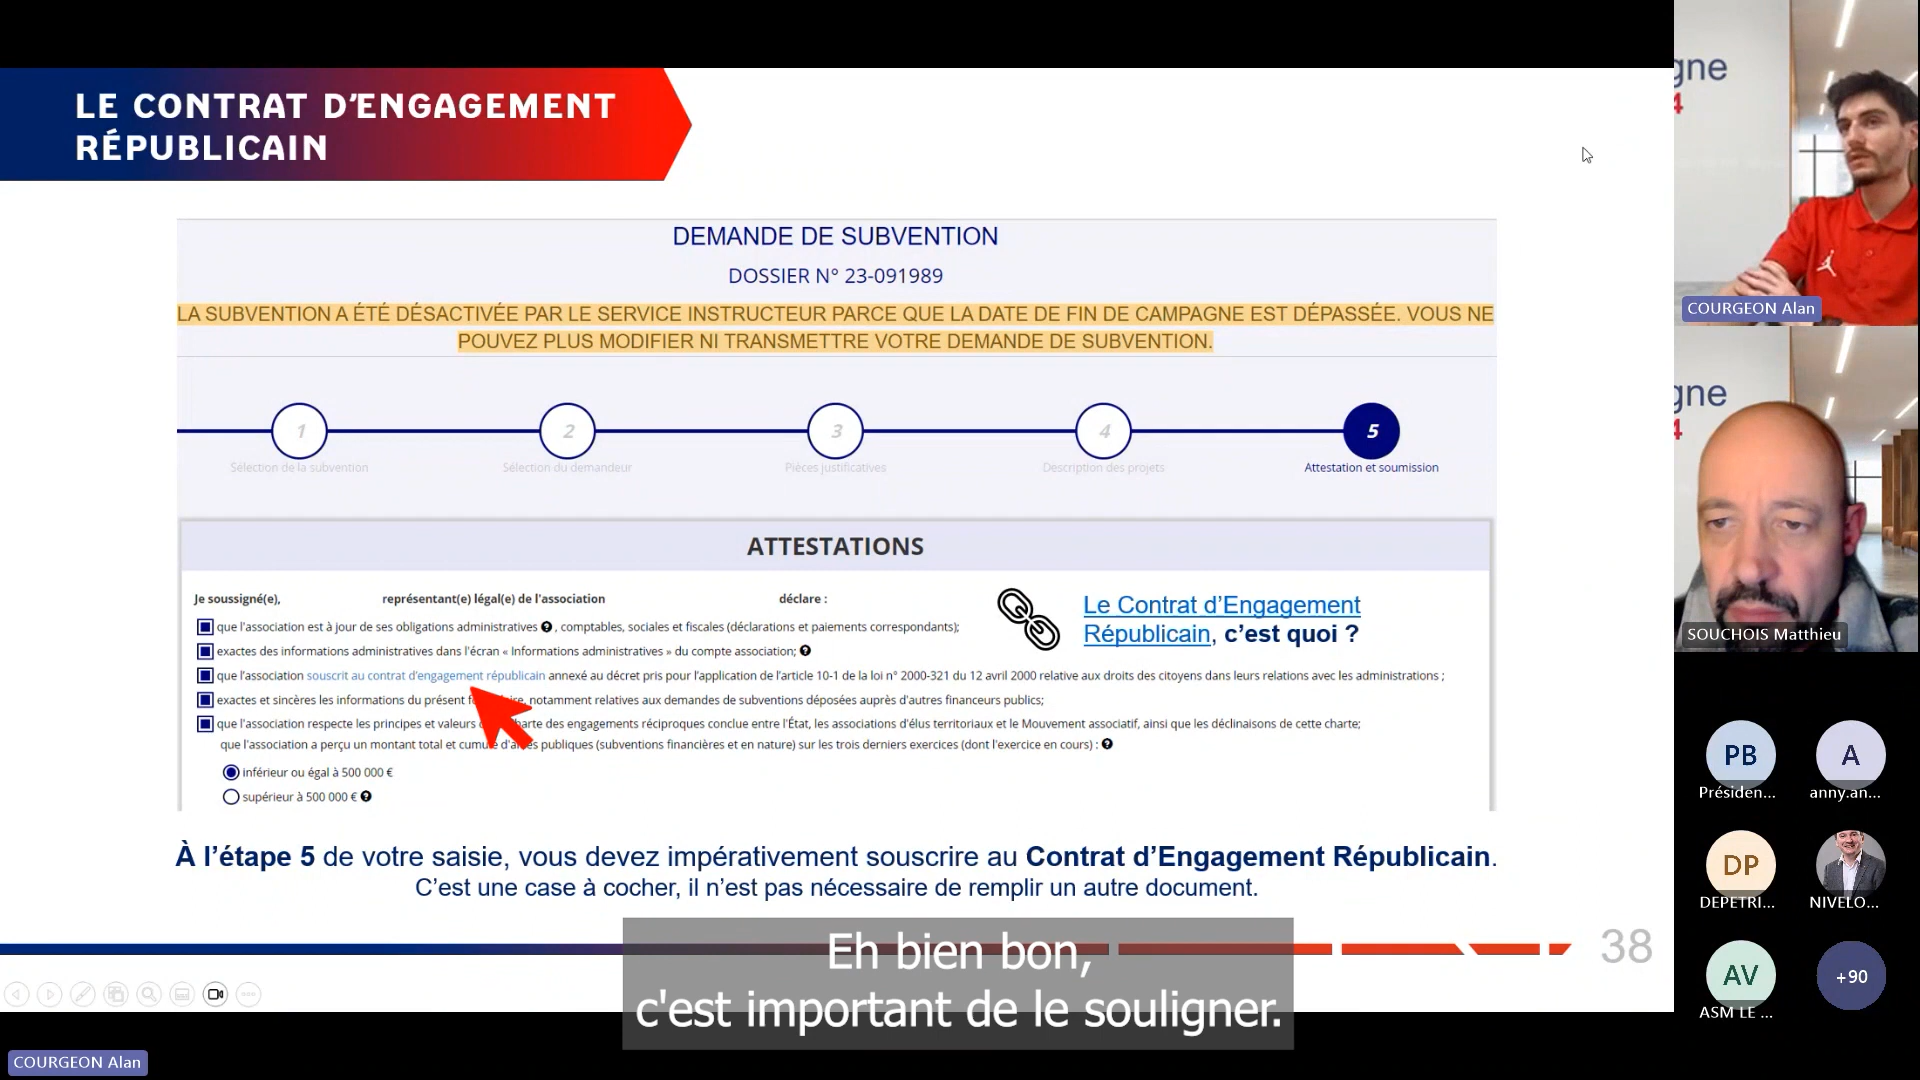 LE CONTRAT D'ENGAGEMENT
RÉPUBLICAIN
DEMANDE DE SUBVENTION
DOSSIER N° 23-091989
LA SUBVENTION A ÉTÉ DÉSACTIVÉE PAR LE SERVICE INSTRUCTEUR PARCE QUE LA DATE DE FIN DE CAMPAGNE EST DÉPASSÉE. VOUS NE
POUVEZ PLUS MODIFIER NI TRANSMETTRE VOTRE DEMANDE DE SUBVENTION.
1
2
3
4
5
Sélection de la subvention
Sélection du demandeur
Pièces justificatives
Description des projets
Attestation et soumission
ATTESTATIONS
Je soussigné(e), représentant(e) légal(e) de l'association déclare :
Le Contrat d'Engagement
Républicain, c'est quoi ?
que l'association est à jour de ses obligations administratives , comptables, sociales et fiscales (déclarations et paiements correspondants);
exactes des informations administratives dans l'écran « Informations administratives » du compte association;
que l'association souscrit au contrat d'engagement républicain annexé au décret pris pour l'application de l'article 10-1 de la loi n° 2000-321 du 12 avril 2000 relative aux droits des citoyens dans leurs relations avec les administrations ;
exactes et sincères les informations du présent notamment relatives aux demandes de subventions déposées auprès d'autres financeurs publics;
que l'association respecte les principes et valeurs charte des engagements réciproques conclue entre l'État, les associations d'élus territoriaux et le Mouvement associatif, ainsi que les déclinaisons de cette charte;
que l'association a perçu un montant total et cumulé publiques (subventions financières et en nature) sur les trois derniers exercices (dont l'exercice en cours) :
inférieur ou égal à 500 000 €
supérieur à 500 000 €
À l'étape 5 de votre saisie, vous devez impérativement souscrire au Contrat d'Engagement Républicain.
C'est une case à cocher, il n'est pas nécessaire de remplir un autre document.
38
Eh bien bon,
c'est important de le souligner.
COURGEON Alan
gne
4
COURGEON Alan
gne
4
SOUCHOIS Matthieu
PB
Présiden...
A
anny.an...
DP
DEPETRI...
NIVELO...
AV
ASM LE ...
+90